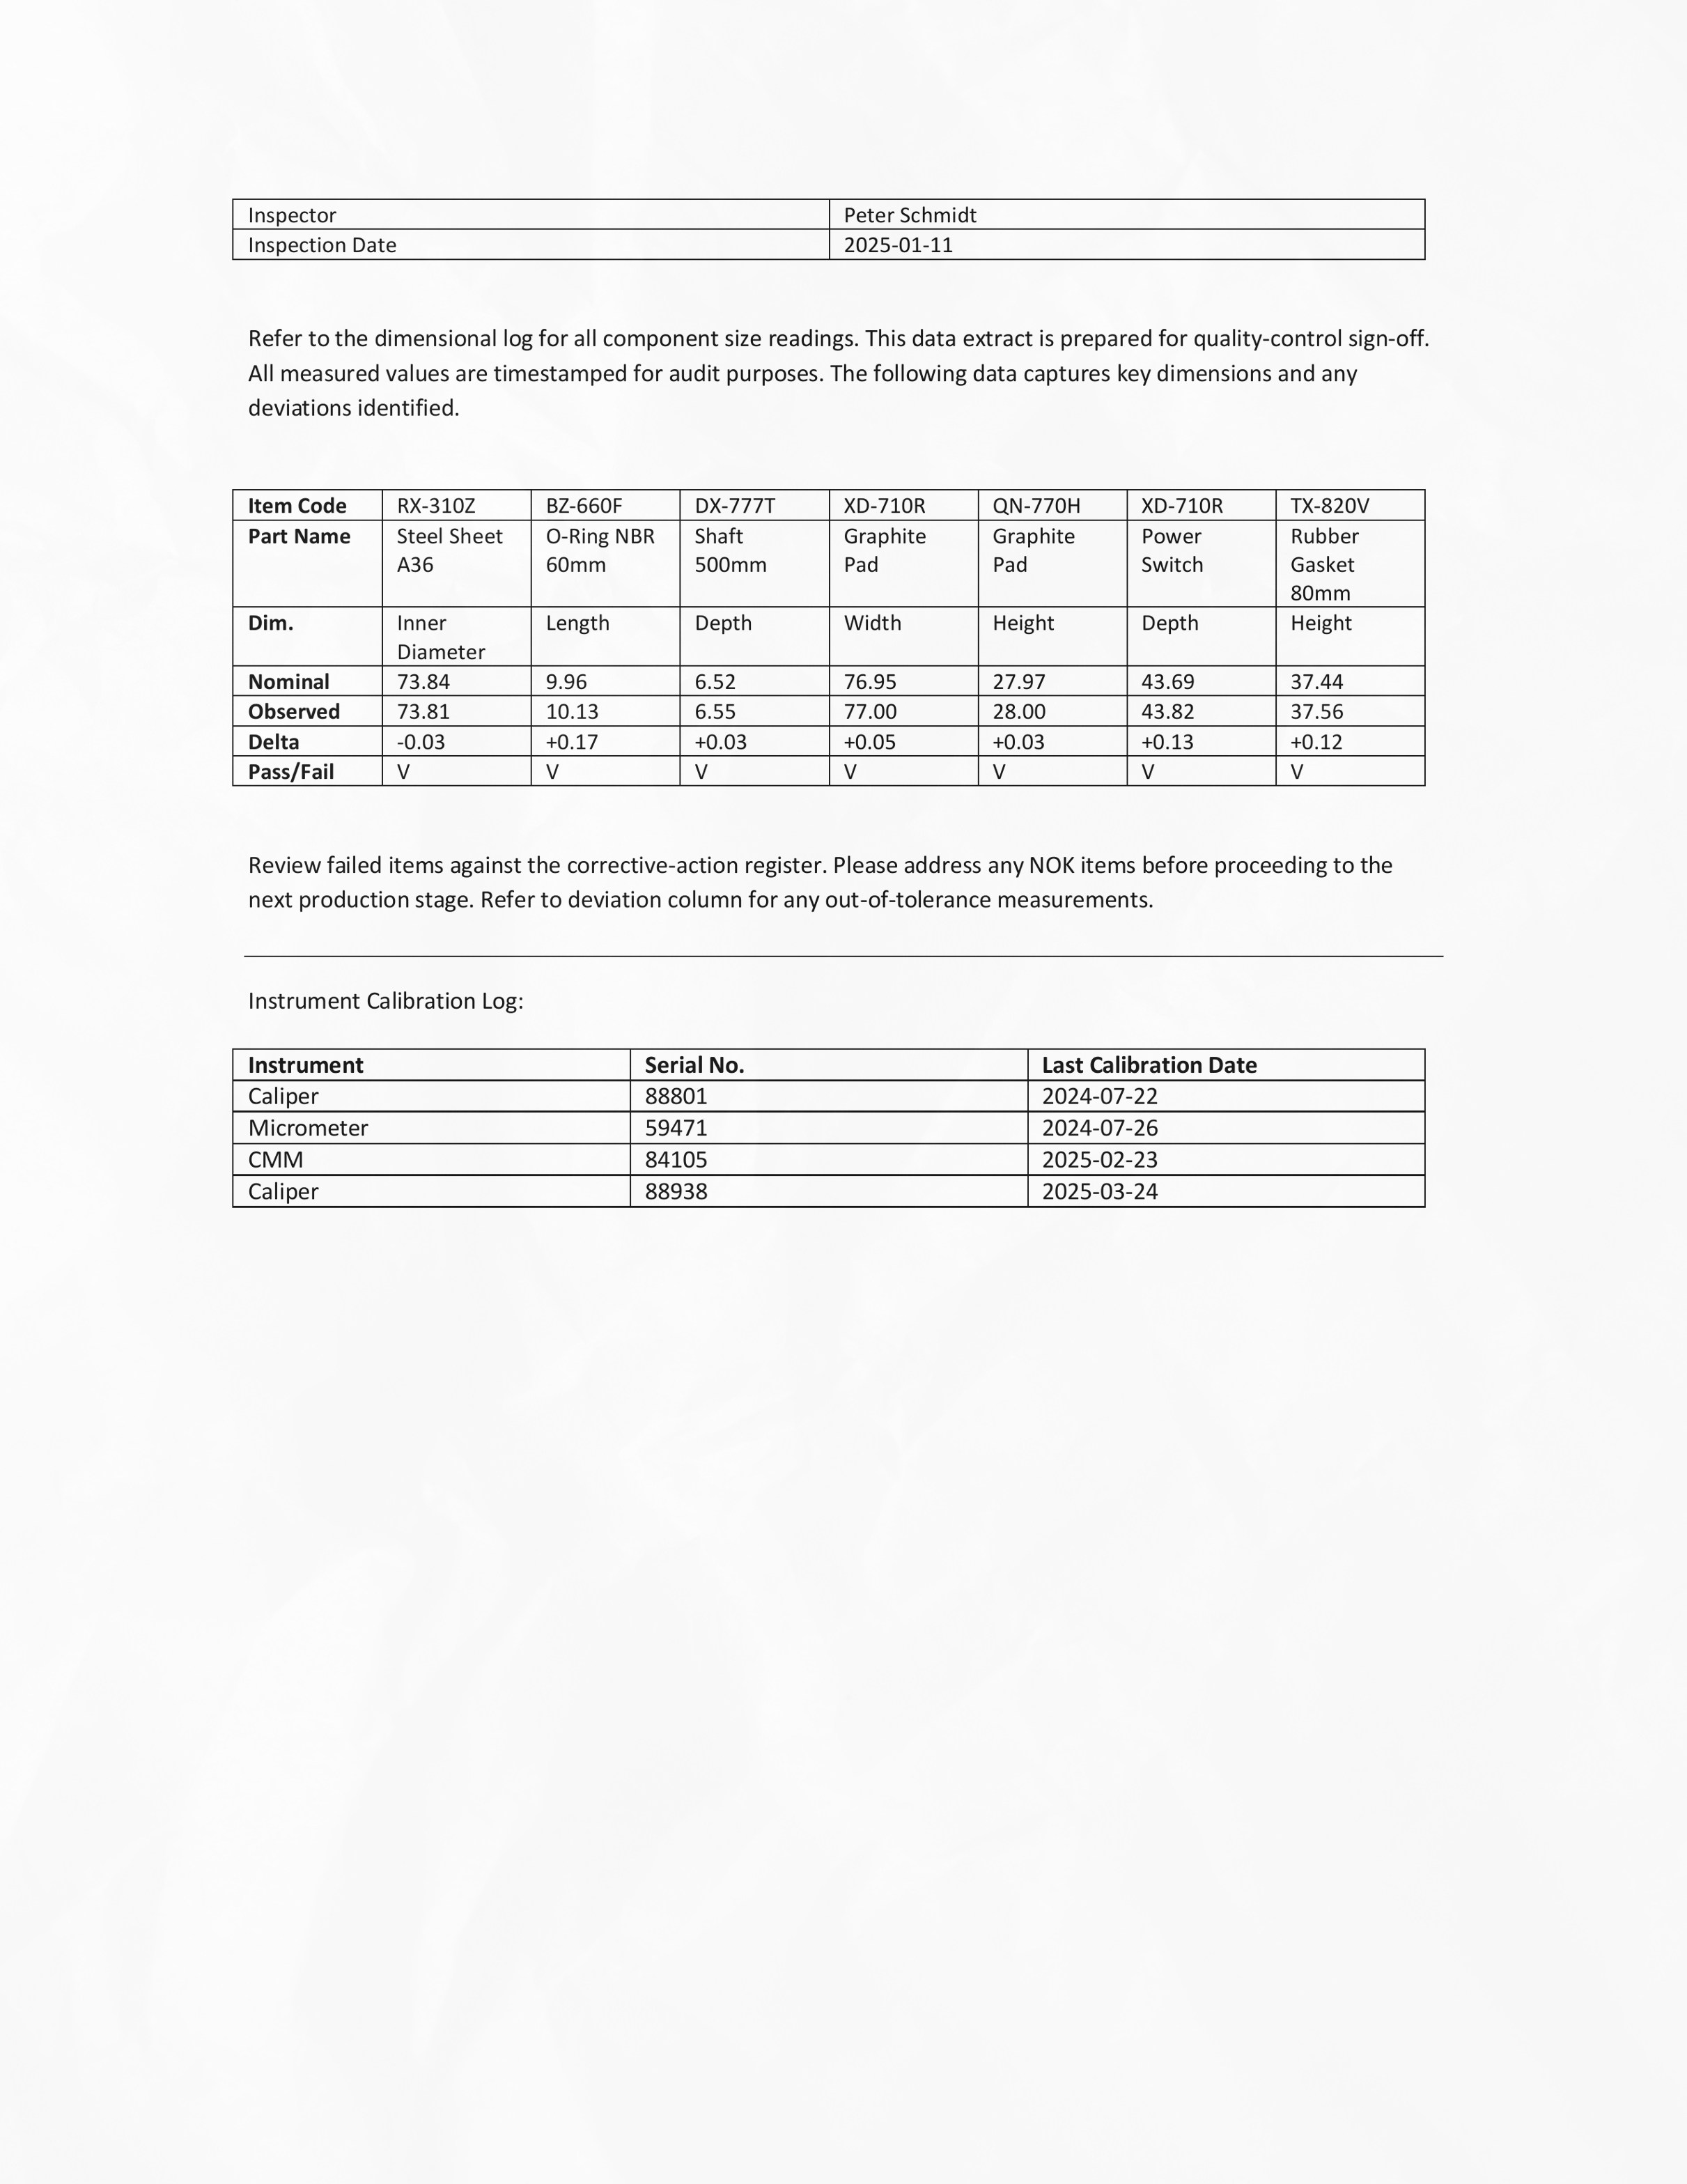 Inspector Peter Schmidt
Inspection Date 2025-01-11
Refer to the dimensional log for all component size readings. This data extract is prepared for quality-control sign-off.
All measured values are timestamped for audit purposes. The following data captures key dimensions and any
deviations identified.
Item Code RX-310Z BZ-660F DX-777T XD-710R QN-770H XD-710R TX-820V
Part Name Steel Sheet O-Ring NBR Shaft Graphite Graphite Power Rubber
A36 60mm 500mm Pad Pad Switch Gasket
80mm
Dim. Inner Length Depth Width Height Depth Height
Diameter
Nominal 73.84 9.96 6.52 76.95 27.97 43.69 37.44
Observed 73.81 10.13 6.55 77.00 28.00 43.82 37.56
Delta -0.03 +0.17 +0.03 +0.05 +0.03 +0.13 +0.12
Pass/Fail V V V V V V V
Review failed items against the corrective-action register. Please address any NOK items before proceeding to the
next production stage. Refer to deviation column for any out-of-tolerance measurements.
Instrument Calibration Log:
Instrument Serial No. Last Calibration Date
Caliper 88801 2024-07-22
Micrometer 59471 2024-07-26
CMM 84105 2025-02-23
Caliper 88938 2025-03-24